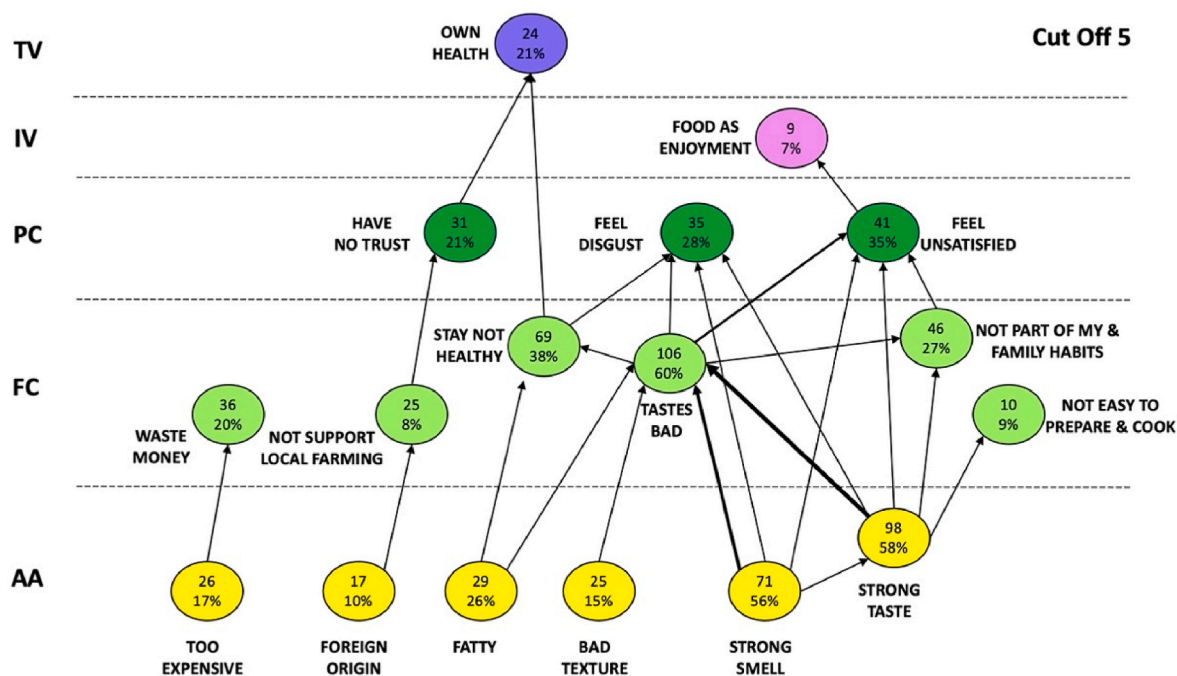 TV
OWN
HEALTH
24
21%
Cut Off 5
IV
FOOD AS
ENJOYMENT
9
7%
PC
HAVE
NO TRUST
31
21%
FEEL
DISGUST
35
28%
41
35%
FEEL
UNSATISFIED
FC
STAY NOT
HEALTHY
69
38%
106
60%
TASTES
BAD
46
27%
NOT PART OF MY &
FAMILY HABITS
WASTE
MONEY
36
20%
NOT SUPPORT
LOCAL FARMING
25
8%
10
9%
NOT EASY TO
PREPARE & COOK
AA
26
17%
TOO
EXPENSIVE
17
10%
FOREIGN
ORIGIN
29
26%
FATTY
25
15%
BAD
TEXTURE
71
56%
STRONG
SMELL
98
58%
STRONG
TASTE